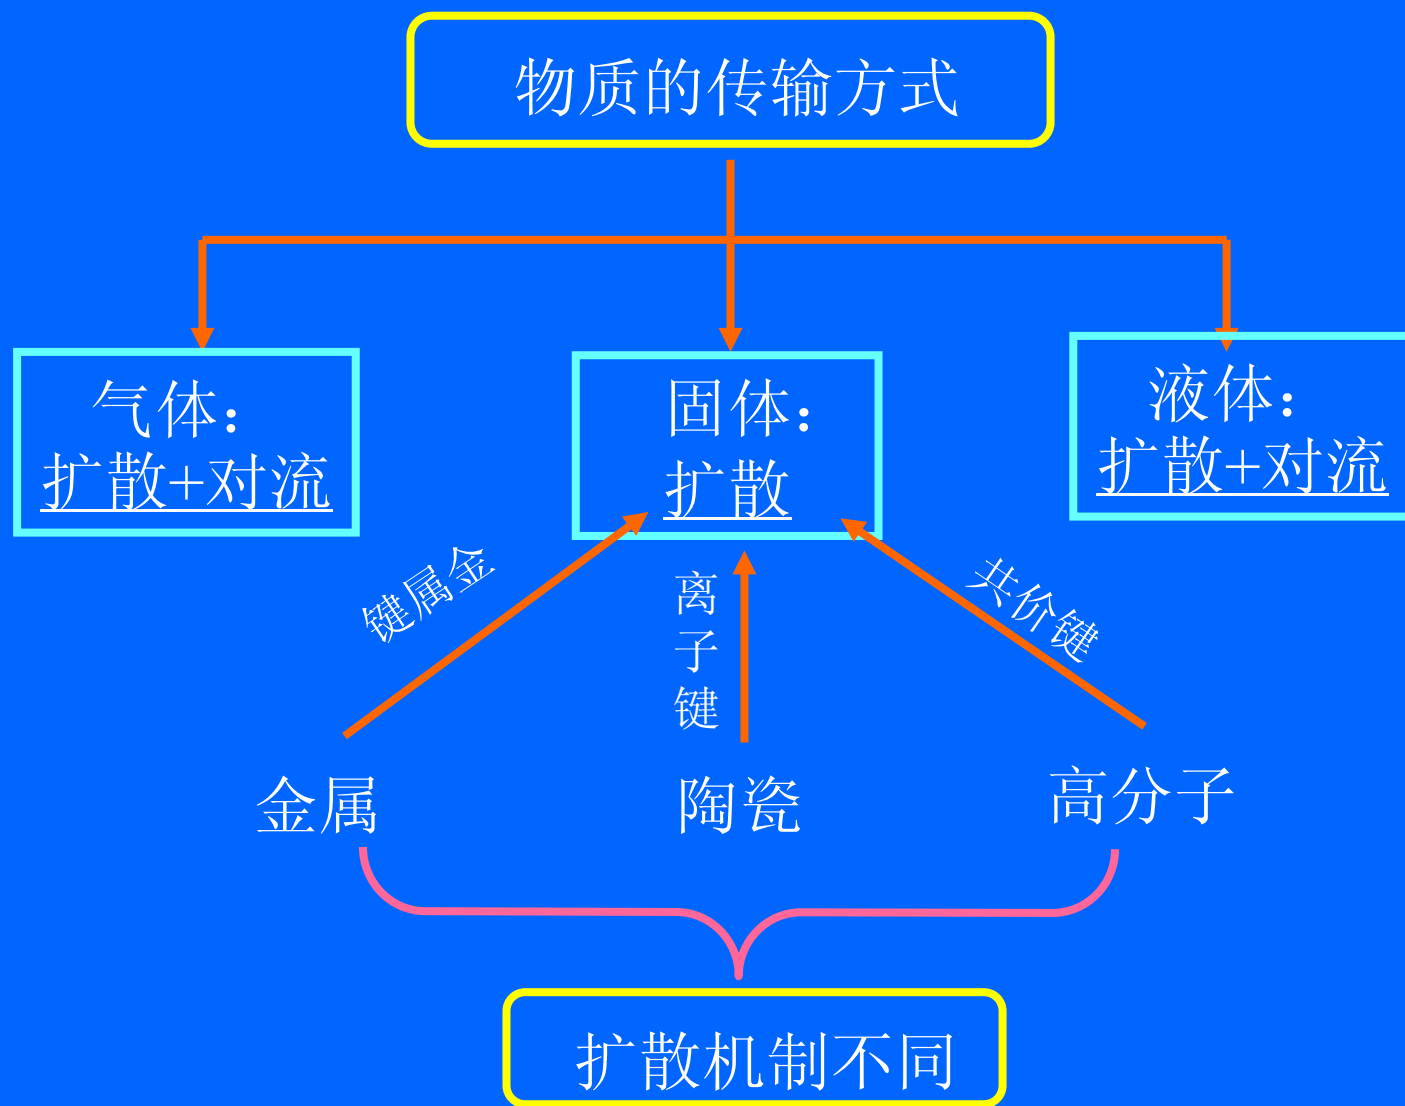 物质的传输方式
气体：
扩散+对流
固体：
扩散
液体：
扩散+对流
键属金
离
子
键
共价键
金属
陶瓷
高分子
扩散机制不同